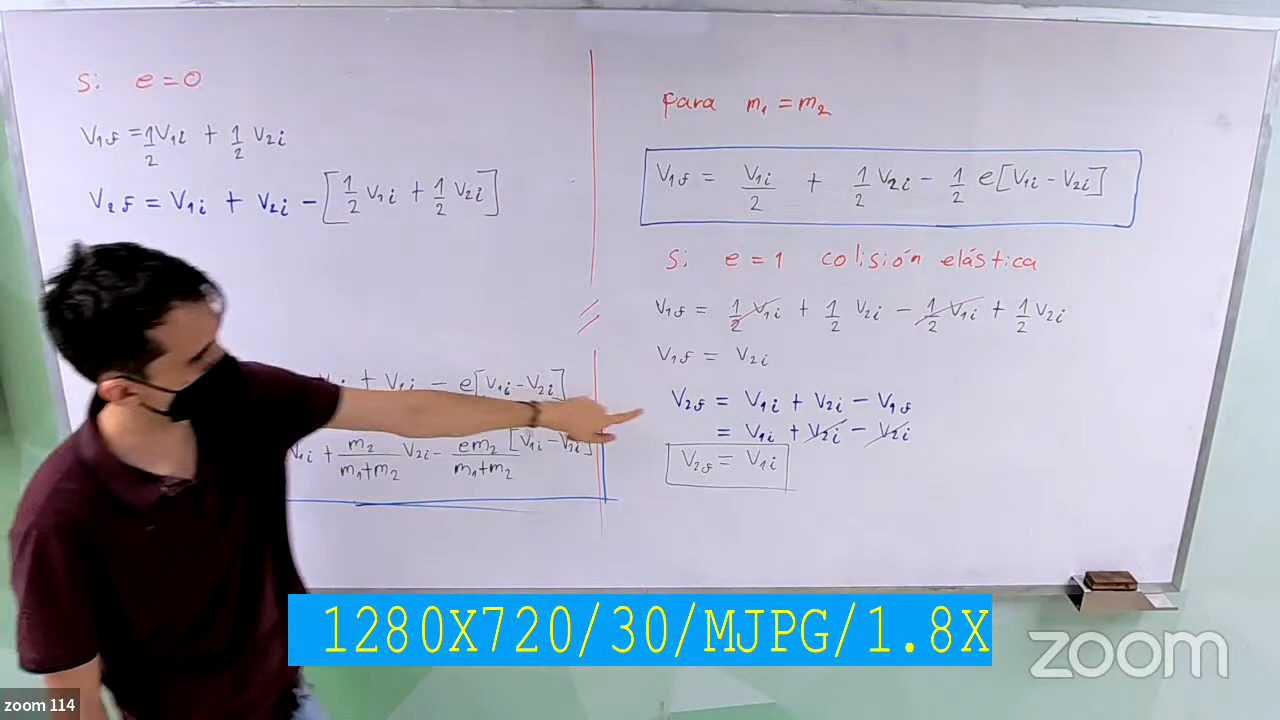 Si e = 0
V₁f = 1/2 V₁i + 1/2 V₂i
V₂f = V₁i + V₂i - [1/2 V₁i + 1/2 V₂i]
+ V₁i - e[V₁i - V₂i]
V₁i + m₂/(m₁+m₂) V₂i - em₂/(m₁+m₂) [V₁i - V₂i]
para m₁ = m₂
V₁f = V₁i/2 + 1/2 V₂i - 1/2 e[V₁i - V₂i]
Si e = 1 colisión elástica
V₁f = 1/2 V₁i + 1/2 V₂i - 1/2 V₁i + 1/2 V₂i
V₁f = V₂i
V₂f = V₁i + V₂i - V₁f
= V₁i + V₂i - V₂i
V₂f = V₁i
1280X720/30/MJPG/1.8X
zoom
zoom 114